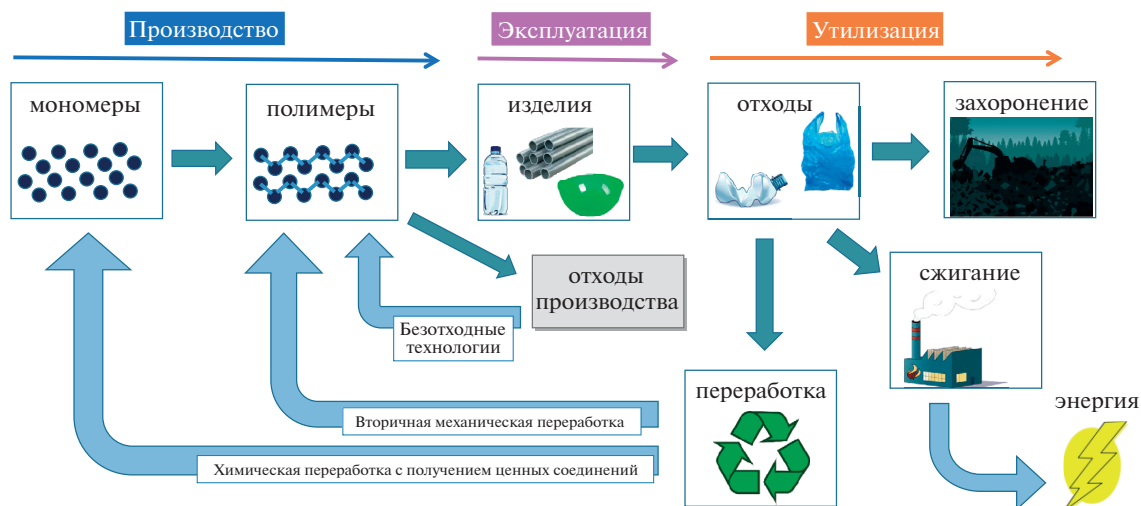 Производство
Эксплуатация
Утилизация
мономеры
полимеры
изделия
отходы
захоронение
отходы
производства
сжигание
Безотходные
технологии
переработка
энергия
Вторичная механическая переработка
Химическая переработка с получением ценных соединений